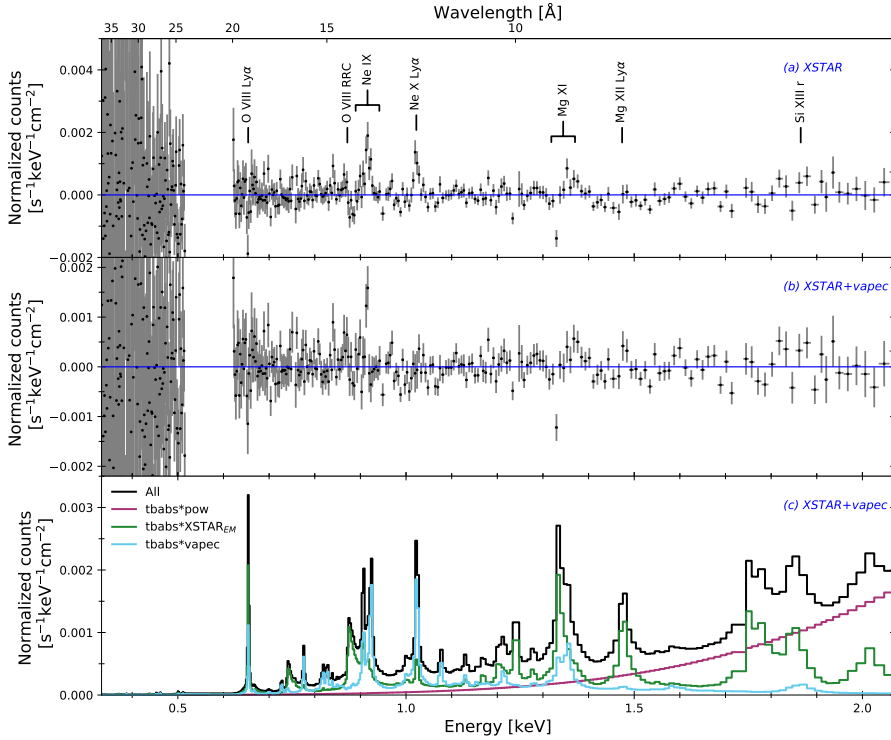 Wavelength [Å]
35 30 25 20 15 10
0.004
0.002
0.000
−0.002
Normalized counts
[s⁻¹keV⁻¹cm⁻²]
O VIII Lyα
O VIII RRC
Ne IX
Ne X Lyα
Mg XI
Mg XII Lyα
Si XIII r
(a) XSTAR
0.002
0.001
0.000
−0.001
−0.002
Normalized counts
[s⁻¹keV⁻¹cm⁻²]
(b) XSTAR+vapec
0.003
0.002
0.001
0.000
Normalized counts
[s⁻¹keV⁻¹cm⁻²]
All
tbabs*pow
tbabs*XSTAR_EM
tbabs*vapec
(c) XSTAR+vapec
0.5 1.0 1.5 2.0
Energy [keV]